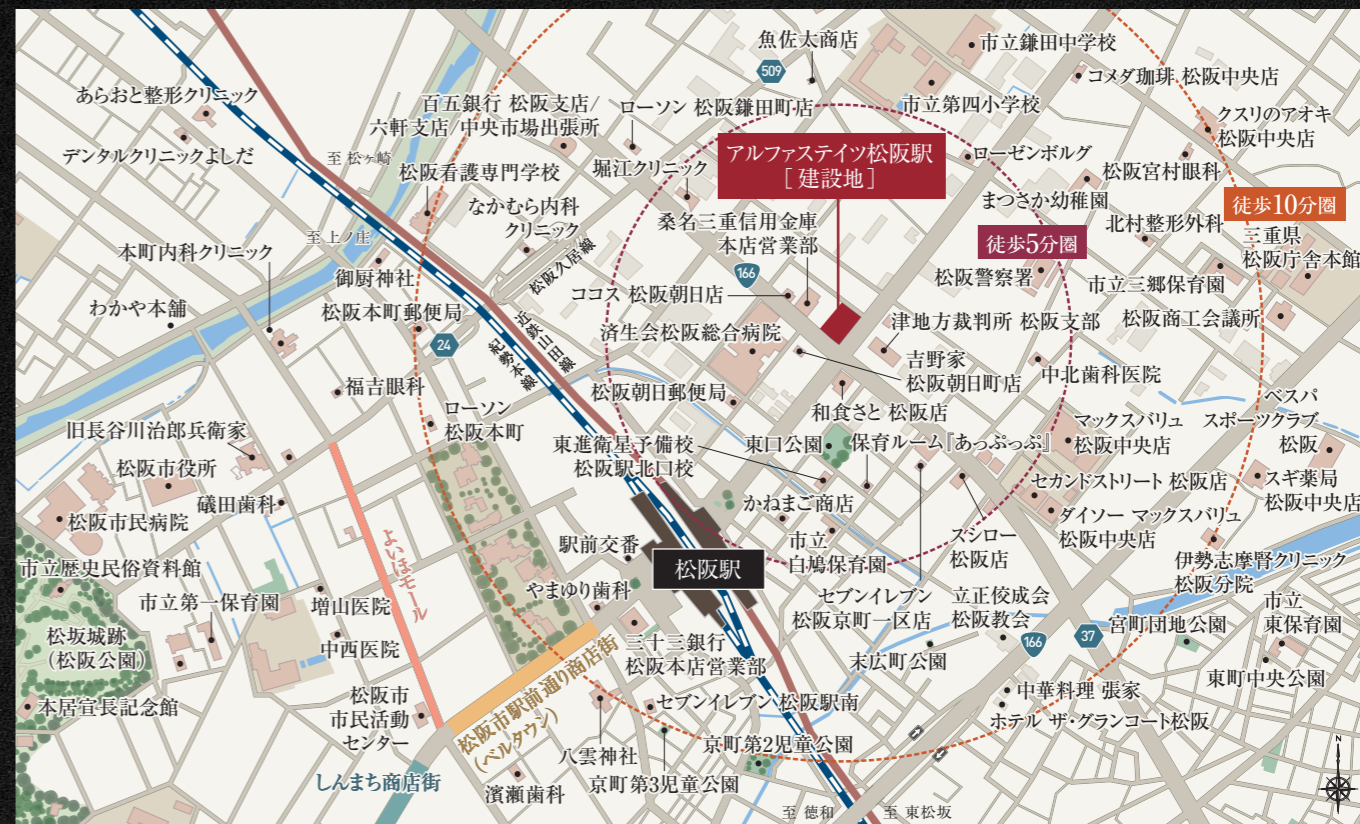 魚佐太商店
市立鎌田中学校
509
コメダ珈琲 松阪中央店
あらおと整形クリニック
百五銀行 松阪支店/
六軒支店/中央市場出張所
ローソン 松阪鎌田町店
市立第四小学校
クスリのアオキ
松阪中央店
デンタルクリニックよしだ
至 松ヶ崎
松阪看護専門学校
堀江クリニック
アルファステイツ松阪駅
[ 建設地 ]
ローゼンボルグ
松阪宮村眼科
まつさか幼稚園
徒歩10分圏
なかむら内科
クリニック
桑名三重信用金庫
本店営業部
北村整形外科
徒歩5分圏
三重県
松阪庁舎本館
至 上ノ庄
本町内科クリニック
御厨神社
松阪久居線
166
松阪警察署
市立三郷保育園
ココス 松阪朝日店
わかや本舗
松阪本町郵便局
近鉄山田線
紀勢本線
24
済生会松阪総合病院
津地方裁判所 松阪支部
松阪商工会議所
吉野家
松阪朝日町店
中北歯科医院
福吉眼科
松阪朝日郵便局
和食さと 松阪店
ベスパ
スポーツクラブ
松阪
ローソン
松阪本町
旧長谷川治郎兵衛家
東進衛星予備校
松阪駅北口校
東口公園
保育ルーム『あっぷっぷ』
マックスバリュ
松阪中央店
松阪市役所
礒田歯科
かねまご商店
セカンドストリート 松阪店
スギ薬局
松阪中央店
松阪市民病院
よいほモール
駅前交番
市立
白鳩保育園
スシロー
松阪店
ダイソー マックスバリュ
松阪中央店
松阪駅
伊勢志摩腎クリニック
松阪分院
市立歴史民俗資料館
市立第一保育園
増山医院
やまゆり歯科
セブンイレブン
松阪京町一区店
立正佼成会
松阪教会
市立
東保育園
松坂城跡
(松阪公園)
中西医院
三十三銀行
松阪本店営業部
末広町公園
166
37
宮町団地公園
東町中央公園
本居宣長記念館
松阪市
市民活動
センター
松阪市駅前通り商店街
(ベルタウン)
セブンイレブン 松阪駅南
中華料理 張家
ホテル ザ・グランコート松阪
八雲神社
京町第2児童公園
しんまち商店街
濱瀬歯科
京町第3児童公園
至 徳和
至 東松坂
N